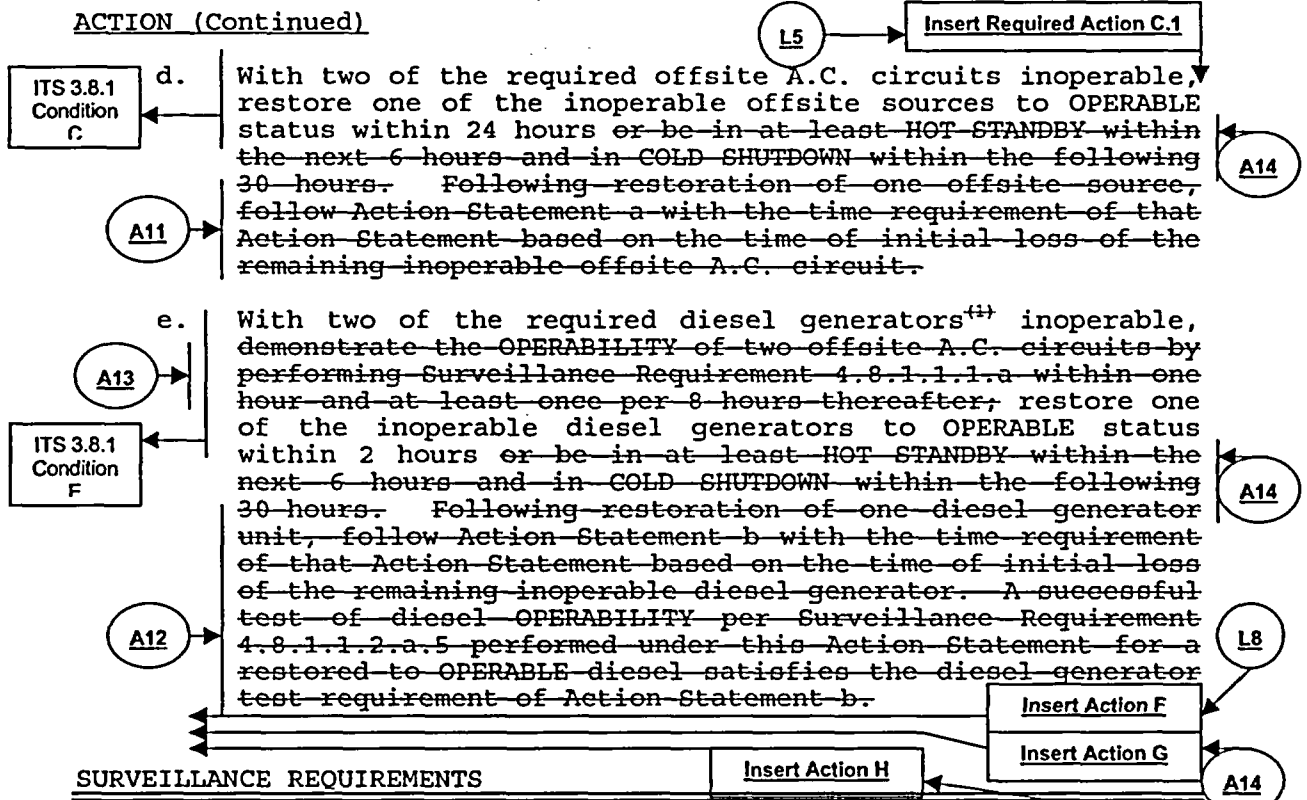 ACTION (Continued)
L5
Insert Required Action C.1
ITS 3.8.1
Condition
C
d. With two of the required offsite A.C. circuits inoperable,
restore one of the inoperable offsite sources to OPERABLE
status within 24 hours or be in at least HOT STANDBY within
the next 6 hours and in COLD SHUTDOWN within the following
30 hours. Following restoration of one offsite source,
follow Action Statement a with the time requirement of that
Action Statement based on the time of initial loss of the
remaining inoperable offsite A.C. circuit.
A14
A11
e. With two of the required diesel generators(1) inoperable,
demonstrate the OPERABILITY of two offsite A.C. circuits by
performing Surveillance Requirement 4.8.1.1.1.a within one
hour and at least once per 8 hours thereafter; restore one
of the inoperable diesel generators to OPERABLE status
within 2 hours or be in at least HOT STANDBY within the
next 6 hours and in COLD SHUTDOWN within the following
30 hours. Following restoration of one diesel generator
unit, follow Action Statement b with the time requirement
of that Action Statement based on the time of initial loss
of the remaining inoperable diesel generator. A successful
test of diesel OPERABILITY per Surveillance Requirement
4.8.1.1.2.a.5 performed under this Action Statement for a
restored to OPERABLE diesel satisfies the diesel generator
test requirement of Action Statement b.
A13
ITS 3.8.1
Condition
A14
A12
L8
Insert Action F
Insert Action G
Insert Action H
A14
SURVEILLANCE REQUIREMENTS